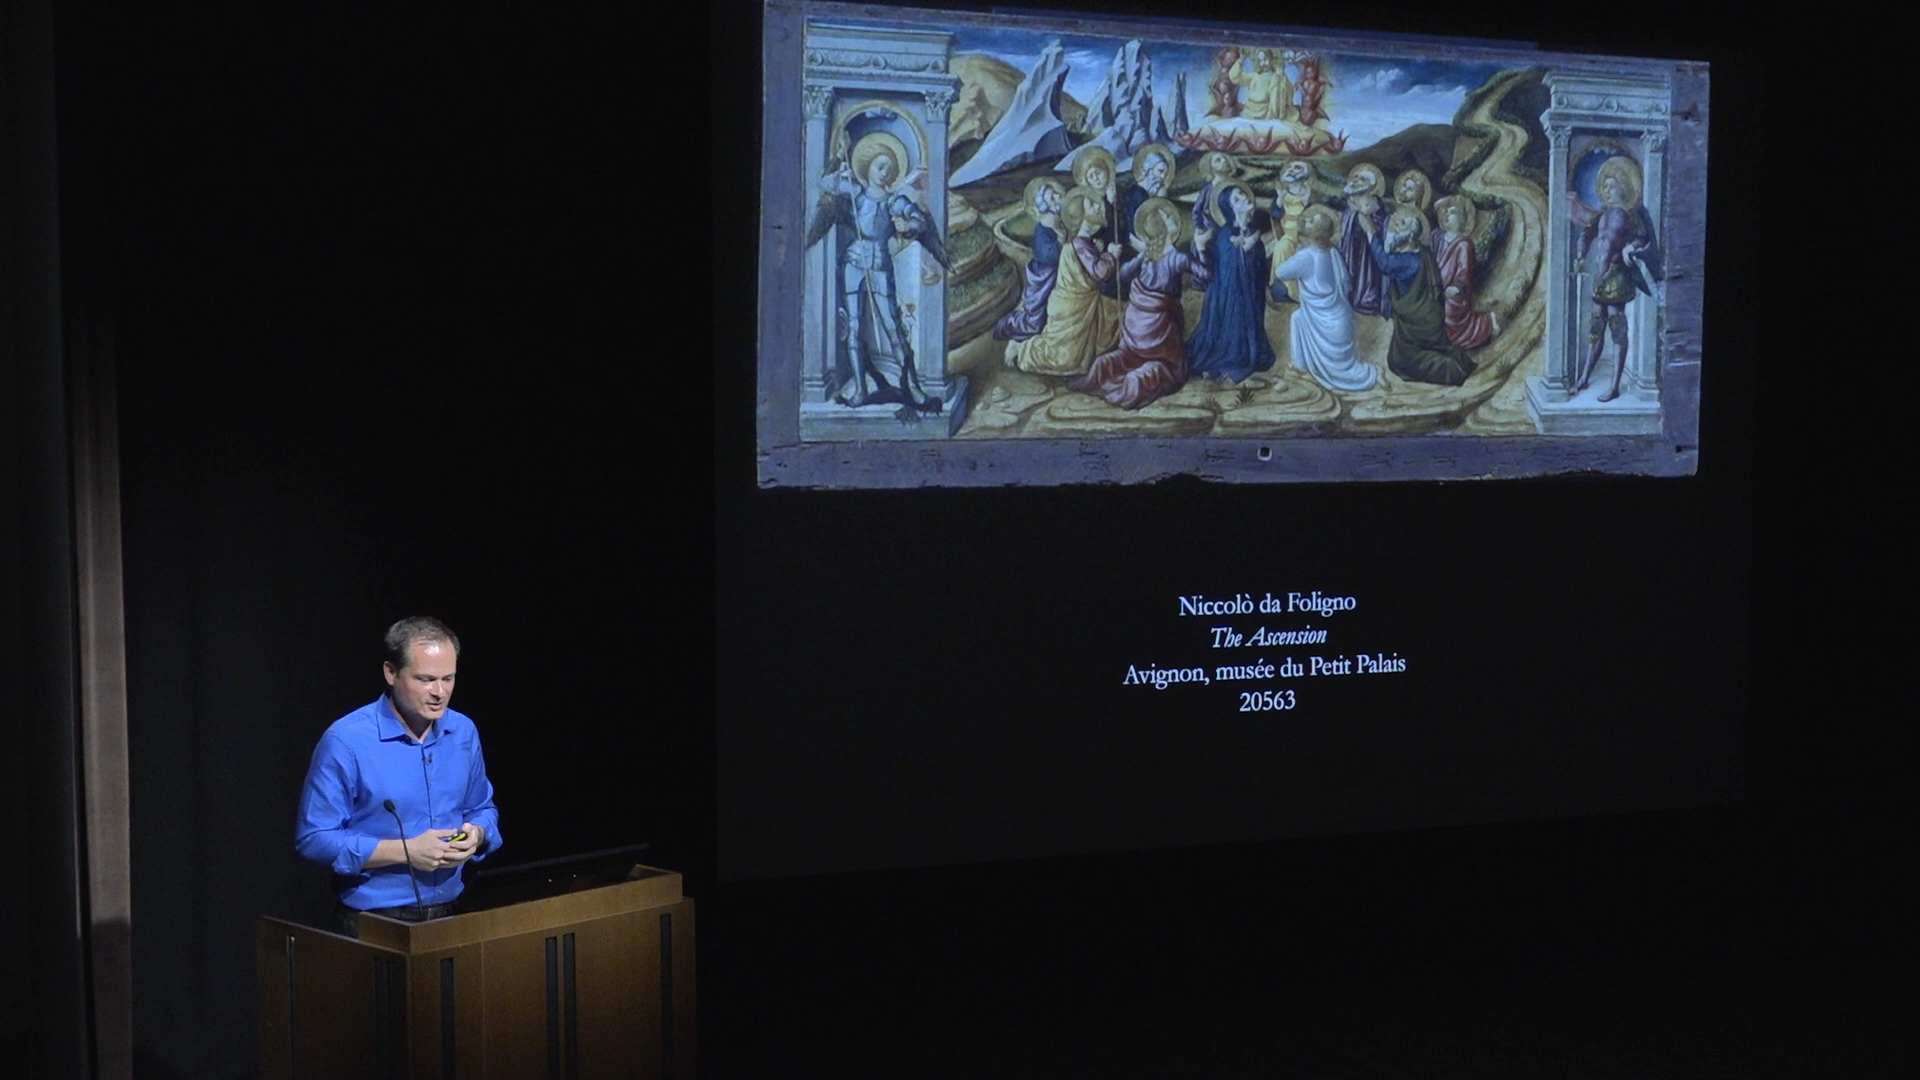 Niccolò da Foligno
The Ascension
Avignon, musée du Petit Palais
20563